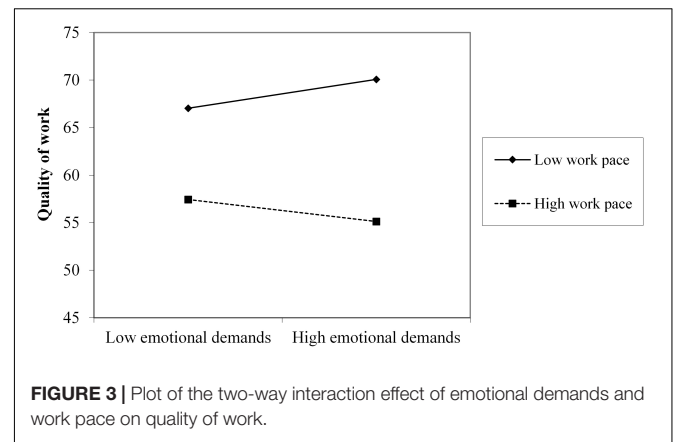 75
70
65
60
55
50
45
Quality of work
Low emotional demands
High emotional demands
Low work pace
High work pace
FIGURE 3 | Plot of the two-way interaction effect of emotional demands and
work pace on quality of work.